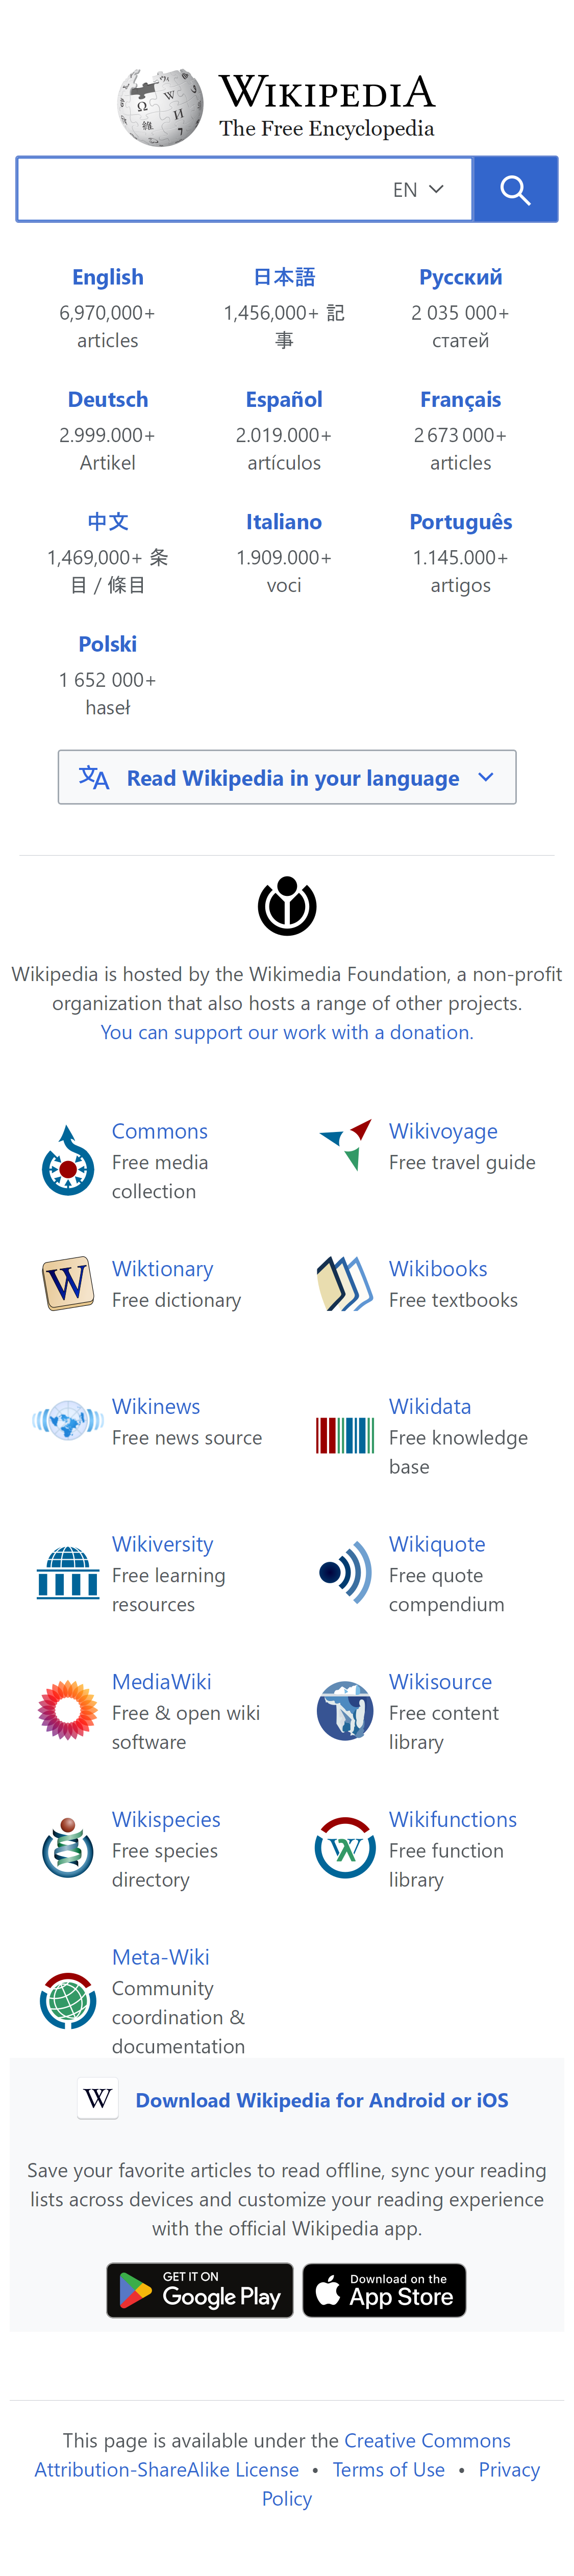 WIKIPEDIA
The Free Encyclopedia
EN
English
6,970,000+
articles
日本語
1,456,000+ 記
事
Русский
2 035 000+
статей
Deutsch
2.999.000+
Artikel
Español
2.019.000+
artículos
Français
2 673 000+
articles
中文
1,469,000+ 条
目 / 條目
Italiano
1.909.000+
voci
Português
1.145.000+
artigos
Polski
1 652 000+
haseł
Read Wikipedia in your language
Wikipedia is hosted by the Wikimedia Foundation, a non-profit
organization that also hosts a range of other projects.
You can support our work with a donation.
Commons
Free media
collection
Wikivoyage
Free travel guide
Wiktionary
Free dictionary
Wikibooks
Free textbooks
Wikinews
Free news source
Wikidata
Free knowledge
base
Wikiversity
Free learning
resources
Wikiquote
Free quote
compendium
MediaWiki
Free & open wiki
software
Wikisource
Free content
library
Wikispecies
Free species
directory
Wikifunctions
Free function
library
Meta-Wiki
Community
coordination &
documentation
W Download Wikipedia for Android or iOS
Save your favorite articles to read offline, sync your reading
lists across devices and customize your reading experience
with the official Wikipedia app.
GET IT ON
Google Play
Download on the
App Store
This page is available under the Creative Commons
Attribution-ShareAlike License • Terms of Use • Privacy
Policy